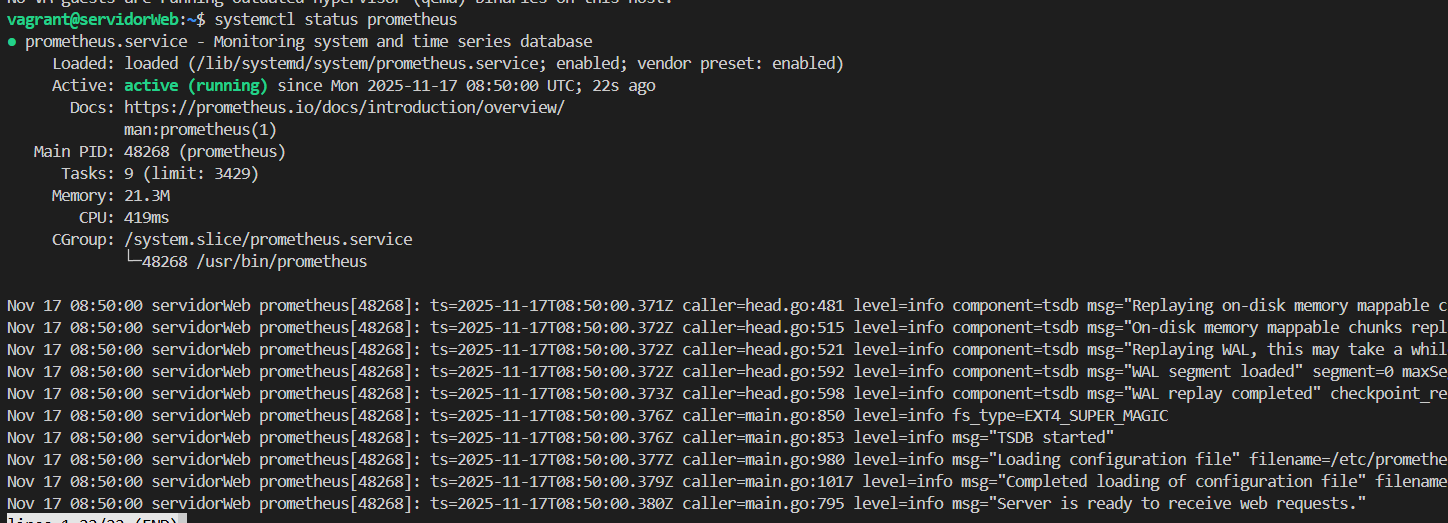 No VM guests are running outdated hypervisor (qemu) binaries on this host.
vagrant@servidorWeb:~$ systemctl status prometheus
● prometheus.service - Monitoring system and time series database
Loaded: loaded (/lib/systemd/system/prometheus.service; enabled; vendor preset: enabled)
Active: active (running) since Mon 2025-11-17 08:50:00 UTC; 22s ago
Docs: https://prometheus.io/docs/introduction/overview/
man:prometheus(1)
Main PID: 48268 (prometheus)
Tasks: 9 (limit: 3429)
Memory: 21.3M
CPU: 419ms
CGroup: /system.slice/prometheus.service
└─48268 /usr/bin/prometheus
Nov 17 08:50:00 servidorWeb prometheus[48268]: ts=2025-11-17T08:50:00.371Z caller=head.go:481 level=info component=tsdb msg="Replaying on-disk memory mappable c
Nov 17 08:50:00 servidorWeb prometheus[48268]: ts=2025-11-17T08:50:00.372Z caller=head.go:515 level=info component=tsdb msg="On-disk memory mappable chunks repl
Nov 17 08:50:00 servidorWeb prometheus[48268]: ts=2025-11-17T08:50:00.372Z caller=head.go:521 level=info component=tsdb msg="Replaying WAL, this may take a whil
Nov 17 08:50:00 servidorWeb prometheus[48268]: ts=2025-11-17T08:50:00.372Z caller=head.go:592 level=info component=tsdb msg="WAL segment loaded" segment=0 maxSe
Nov 17 08:50:00 servidorWeb prometheus[48268]: ts=2025-11-17T08:50:00.373Z caller=head.go:598 level=info component=tsdb msg="WAL replay completed" checkpoint_re
Nov 17 08:50:00 servidorWeb prometheus[48268]: ts=2025-11-17T08:50:00.376Z caller=main.go:850 level=info fs_type=EXT4_SUPER_MAGIC
Nov 17 08:50:00 servidorWeb prometheus[48268]: ts=2025-11-17T08:50:00.376Z caller=main.go:853 level=info msg="TSDB started"
Nov 17 08:50:00 servidorWeb prometheus[48268]: ts=2025-11-17T08:50:00.377Z caller=main.go:980 level=info msg="Loading configuration file" filename=/etc/promethe
Nov 17 08:50:00 servidorWeb prometheus[48268]: ts=2025-11-17T08:50:00.379Z caller=main.go:1017 level=info msg="Completed loading of configuration file" filename
Nov 17 08:50:00 servidorWeb prometheus[48268]: ts=2025-11-17T08:50:00.380Z caller=main.go:795 level=info msg="Server is ready to receive web requests."
lines 1-22/22 (END)